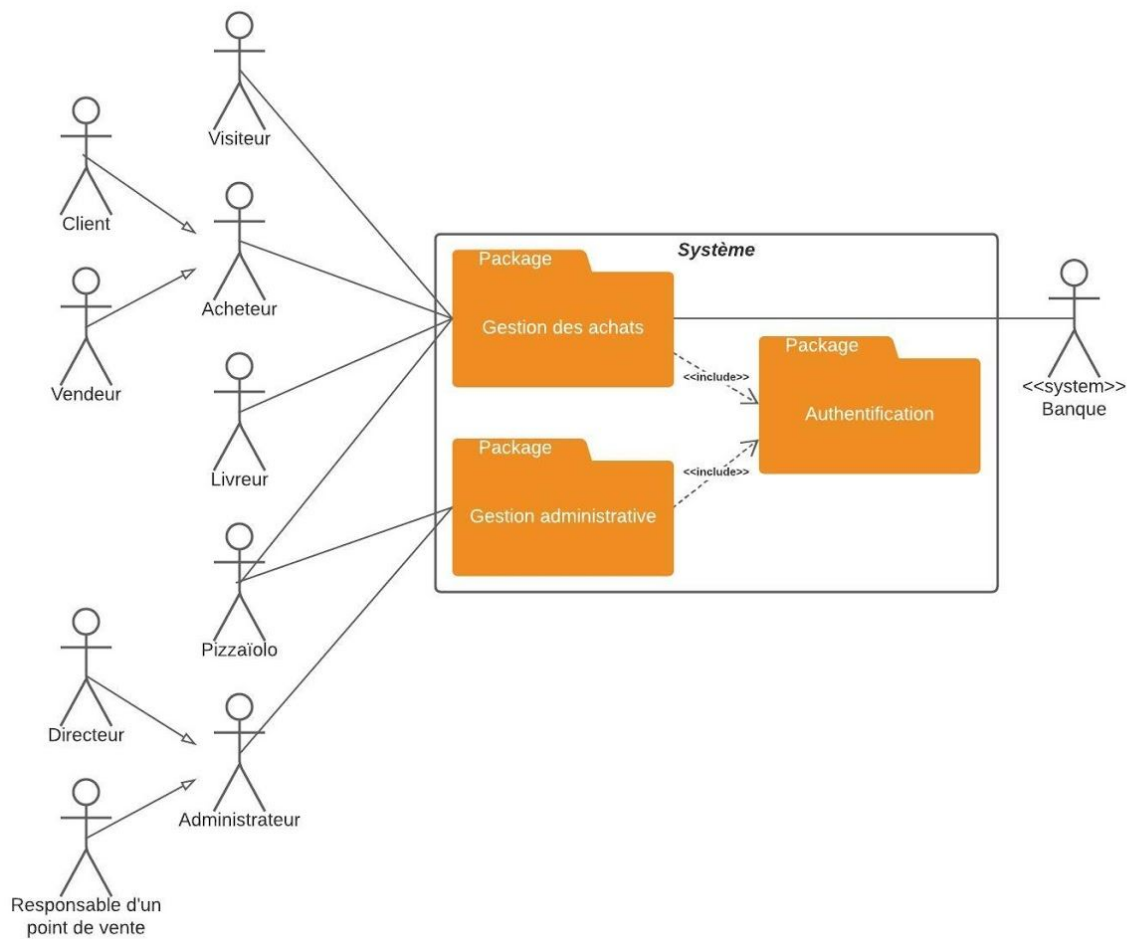 Visiteur
Client
Acheteur
Vendeur
Livreur
Pizzaïolo
Directeur
Administrateur
Responsable d'un
point de vente
Système
Package
Gestion des achats
<<include>>
Package
Authentification
Package
Gestion administrative
<<include>>
<<system>>
Banque